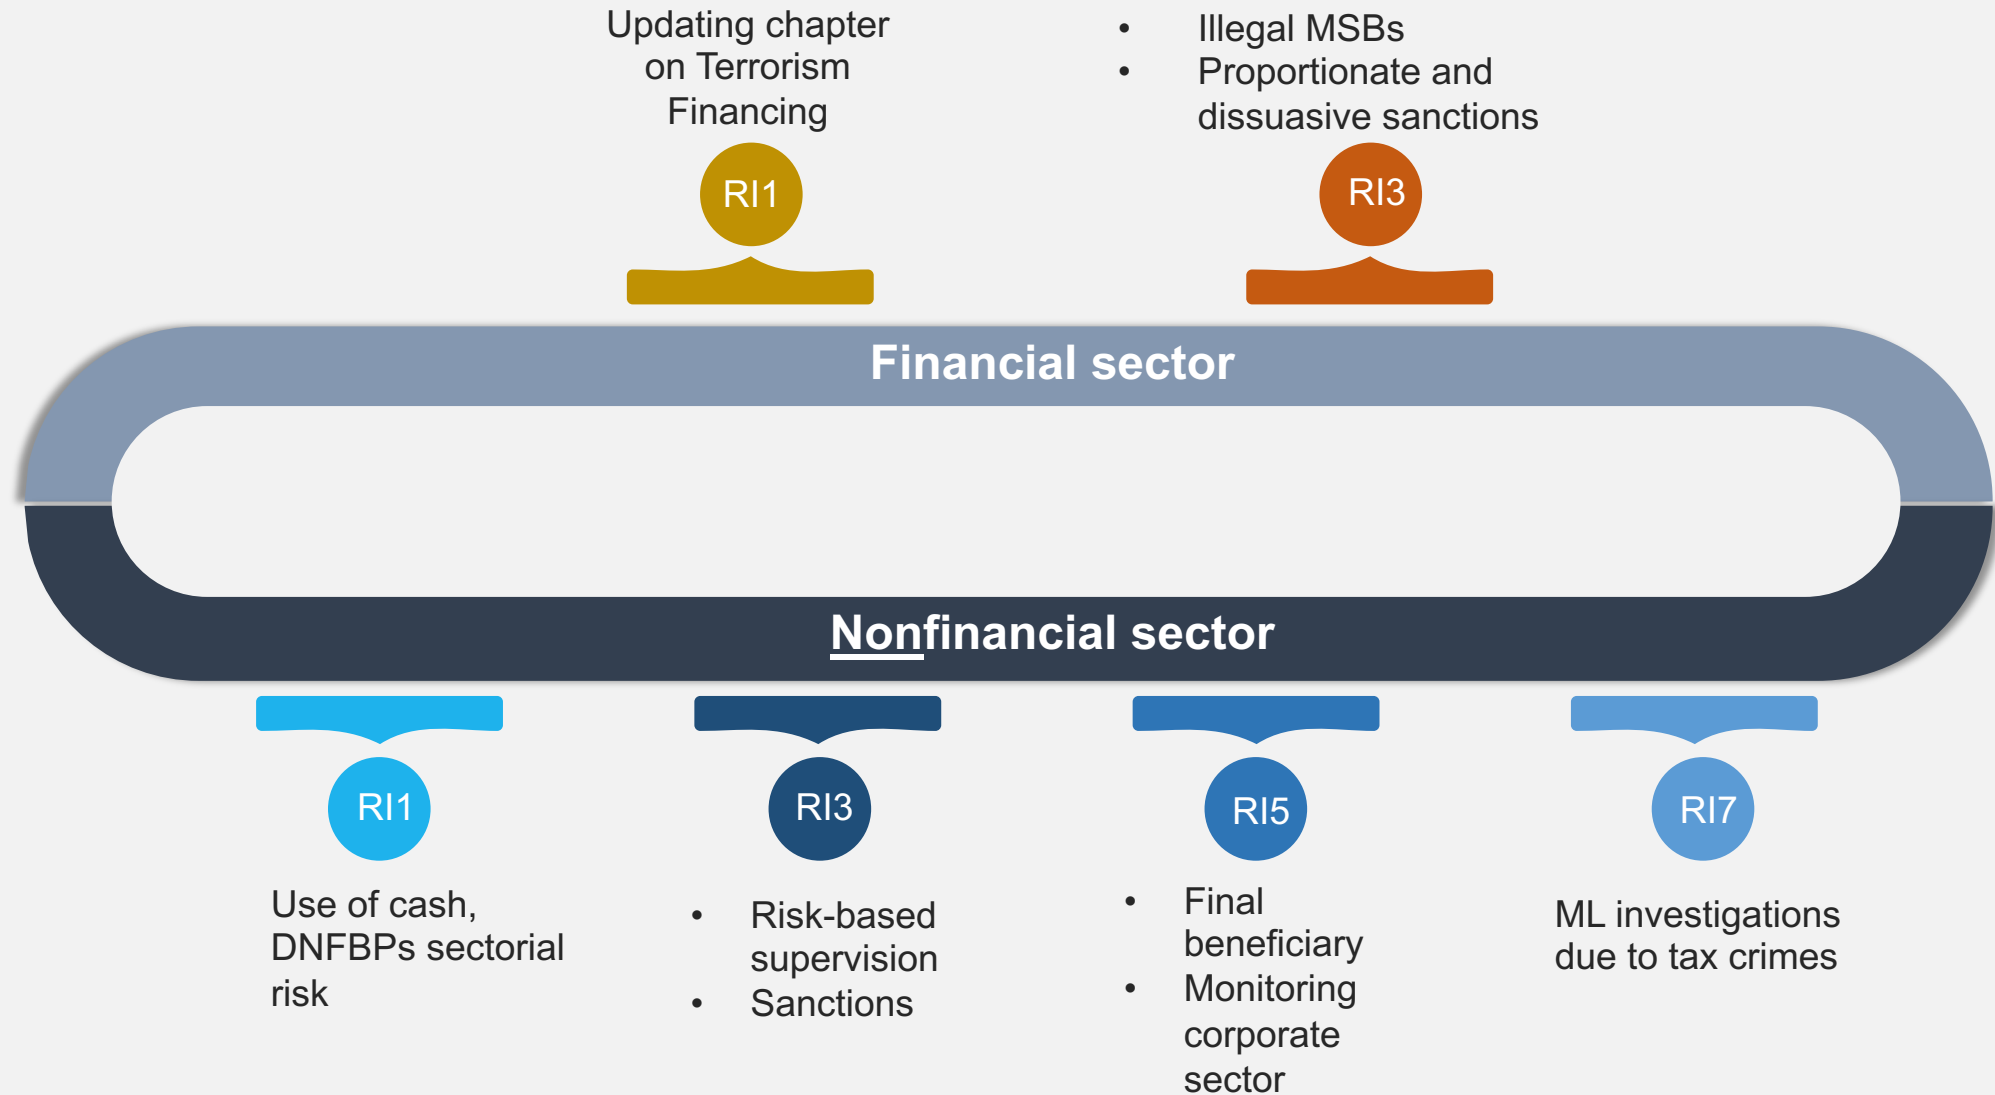 Updating chapter
on Terrorism
Financing
• Illegal MSBs
• Proportionate and
dissuasive sanctions
RI1
RI3
Financial sector
Nonfinancial sector
RI1
RI3
RI5
RI7
Use of cash,
DNFBPs sectorial
risk
• Risk-based
supervision
• Sanctions
• Final
beneficiary
• Monitoring
corporate
sector
ML investigations
due to tax crimes